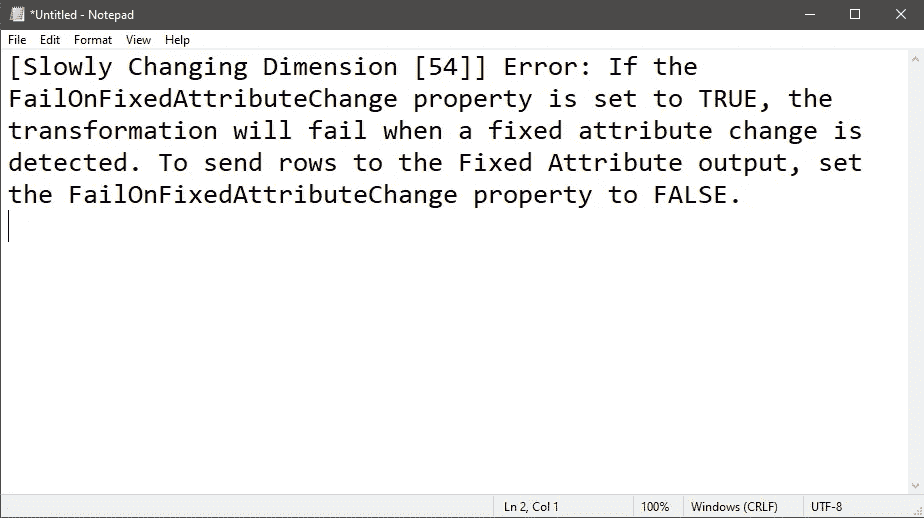 *Untitled - Notepad
File Edit Format View Help
[Slowly Changing Dimension [54]] Error: If the
FailOnFixedAttributeChange property is set to TRUE, the
transformation will fail when a fixed attribute change is
detected. To send rows to the Fixed Attribute output, set
the FailOnFixedAttributeChange property to FALSE.
Ln 2, Col 1 100% Windows (CRLF) UTF-8